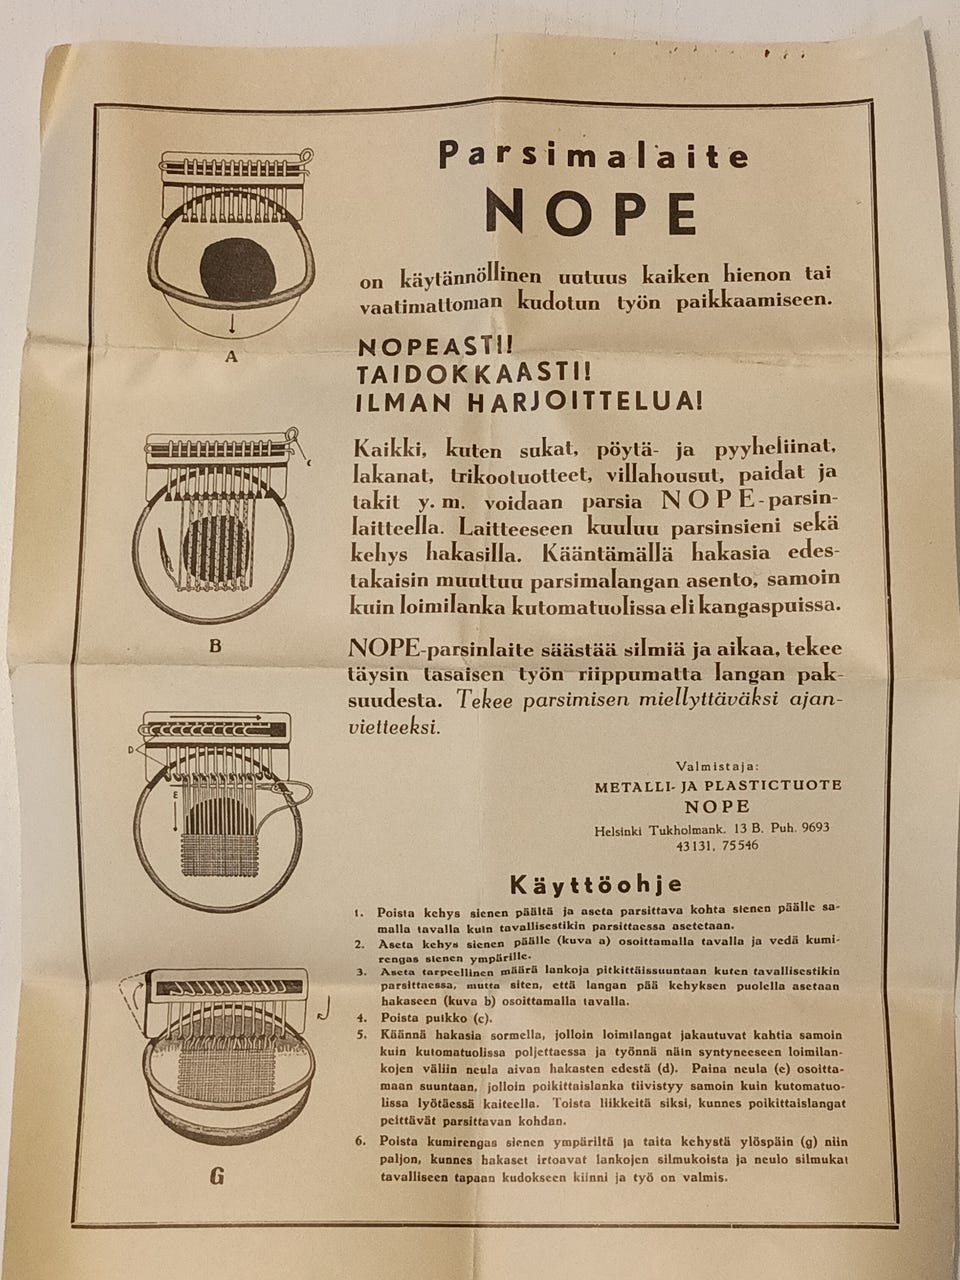 Parsimalaite
NOPE
on käytännöllinen uutuus kaiken hienon tai
vaatimattoman kudotun työn paikkaamiseen.
NOPEASTI!
TAIDOKKAASTI!
ILMAN HARJOITTELUA!
Kaikki, kuten sukat, pöytä- ja pyyheliinat,
lakanat, trikootuotteet, villahousut, paidat ja
takit y. m. voidaan parsia NOPE-parsin-
laitteella. Laitteeseen kuuluu parsinsieni sekä
kehys hakasilla. Kääntämällä hakasia edes-
takaisin muuttuu parsimalangan asento, samoin
kuin loimilanka kutomatuolissa eli kangaspuissa.
NOPE-parsinlaite säästää silmiä ja aikaa, tekee
täysin tasaisen työn riippumatta langan pak-
suudesta. Tekee parsimisen miellyttäväksi ajan-
vietteeksi.
Valmistaja:
METALLI- JA PLASTICTUOTE
NOPE
Helsinki Tukholmank. 13 B. Puh. 9693
43131, 75546
Käyttöohje
1. Poista kehys sienen päältä ja aseta parsittava kohta sienen päälle sa-
malla tavalla kuin tavallisestikin parsittaessa asetetaan.
2. Aseta kehys sienen päälle (kuva a) osoittamalla tavalla ja vedä kumi-
rengas sienen ympärille.
3. Aseta tarpeellinen määrä lankoja pitkittäissuuntaan kuten tavallisestikin
parsittaessa, mutta siten, että langan pää kehyksen puolella asetaan
hakaseen (kuva b) osoittamalla tavalla.
4. Poista puikko (c).
5. Käännä hakasia sormella, jolloin loimilangat jakautuvat kahtia samoin
kuin kutomatuolissa poljettaessa ja työnnä näin syntyneeseen loimilan-
kojen väliin neula aivan hakasten edestä (d). Paina neula (e) osoitta-
maan suuntaan, jolloin poikittaislanka tiivistyy samoin kuin kutomatuo-
lissa lyötäessä kaiteella. Toista liikkeitä siksi, kunnes poikittaislangat
peittävät parsittavan kohdan.
6. Poista kumirengas sienen ympäriltä ja taita kehystä ylöspäin (g) niin
paljon, kunnes hakaset irtoavat lankojen silmukoista ja neulo silmukat
tavalliseen tapaan kudokseen kiinni ja työ on valmis.
A
c
B
D
E
G